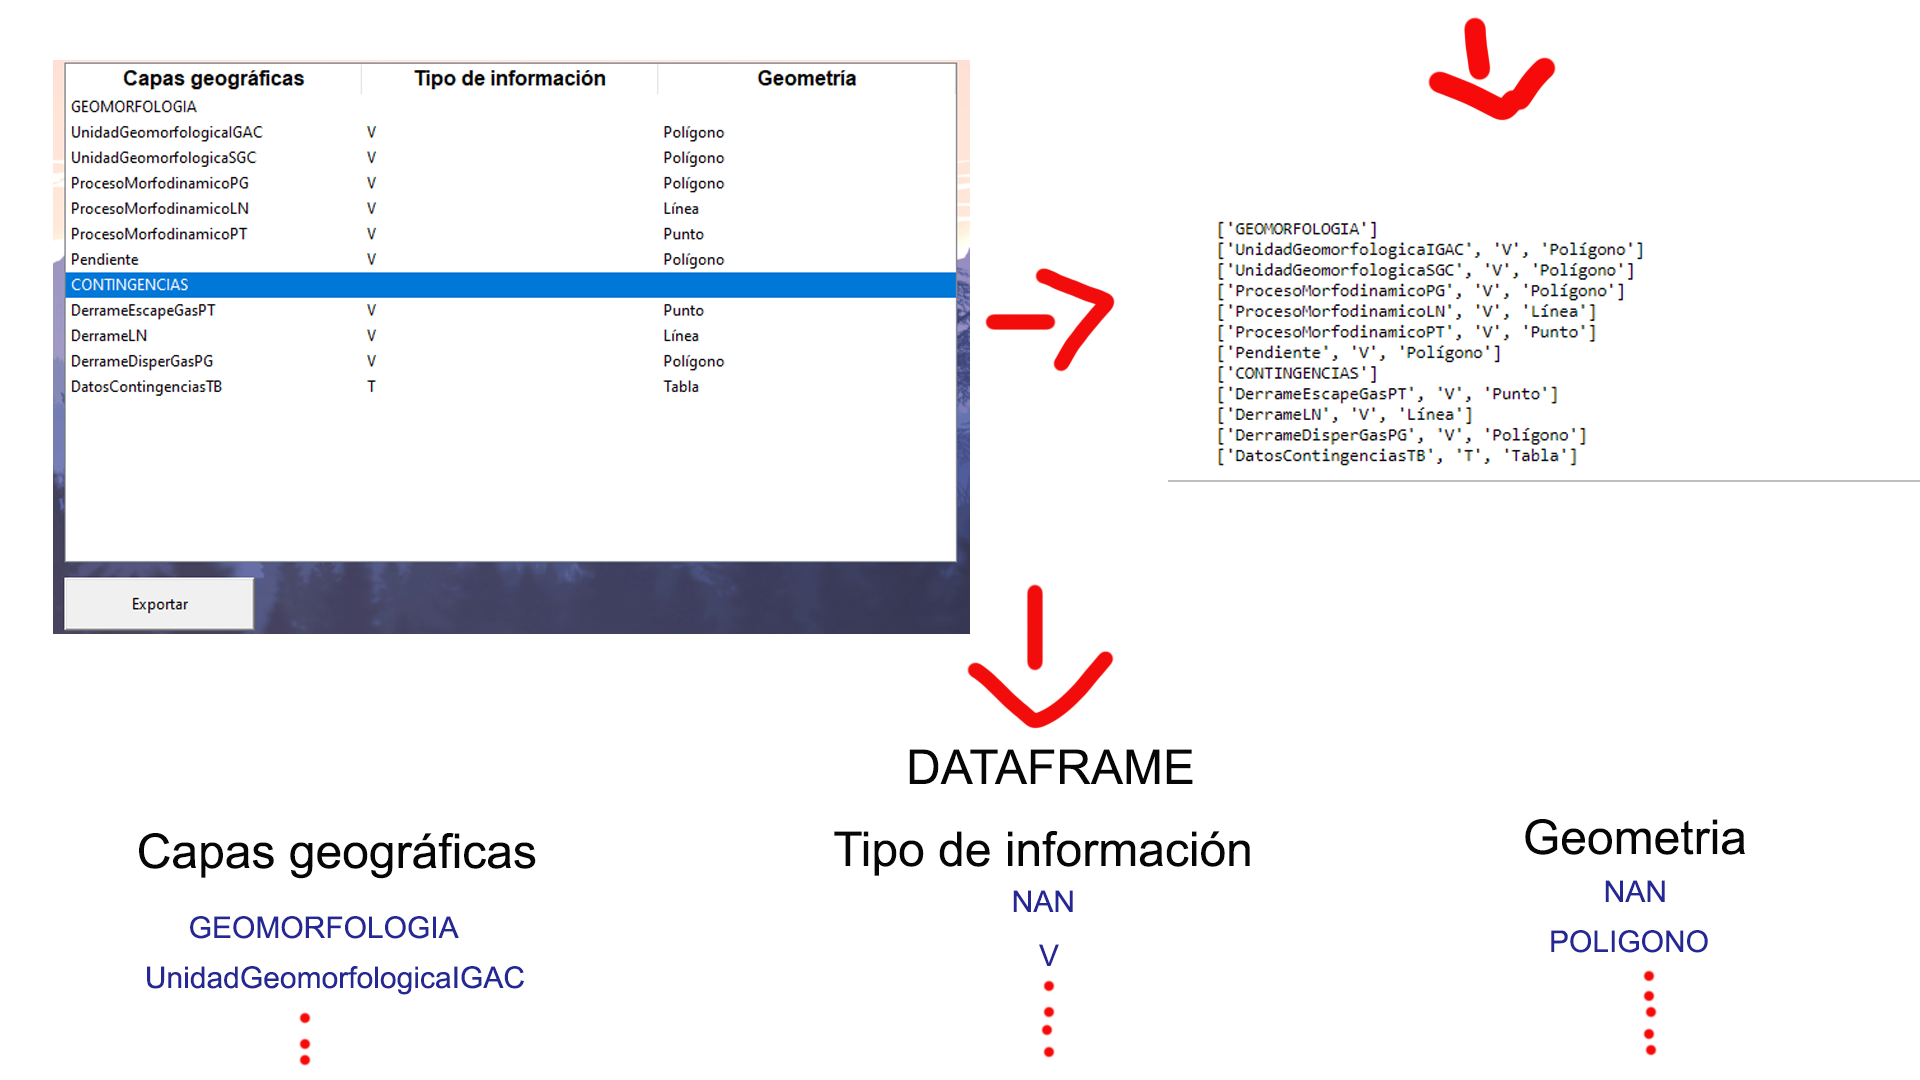 Capas geográficas Tipo de información Geometría
GEOMORFOLOGIA
UnidadGeomorfologicaIGAC V Polígono
UnidadGeomorfologicaSGC V Polígono
ProcesoMorfodinamicoPG V Polígono
ProcesoMorfodinamicoLN V Línea
ProcesoMorfodinamicoPT V Punto
Pendiente V Polígono
CONTINGENCIAS
DerrameEscapeGasPT V Punto
DerrameLN V Línea
DerrameDisperGasPG V Polígono
DatosContingenciasTB T Tabla
Exportar
['GEOMORFOLOGIA']
['UnidadGeomorfologicaIGAC', 'V', 'Polígono']
['UnidadGeomorfologicaSGC', 'V', 'Polígono']
['ProcesoMorfodinamicoPG', 'V', 'Polígono']
['ProcesoMorfodinamicoLN', 'V', 'Línea']
['ProcesoMorfodinamicoPT', 'V', 'Punto']
['Pendiente', 'V', 'Polígono']
['CONTINGENCIAS']
['DerrameEscapeGasPT', 'V', 'Punto']
['DerrameLN', 'V', 'Línea']
['DerrameDisperGasPG', 'V', 'Polígono']
['DatosContingenciasTB', 'T', 'Tabla']
DATAFRAME
Capas geográficas Tipo de información Geometria
GEOMORFOLOGIA NAN NAN
UnidadGeomorfologicaIGAC V POLIGONO